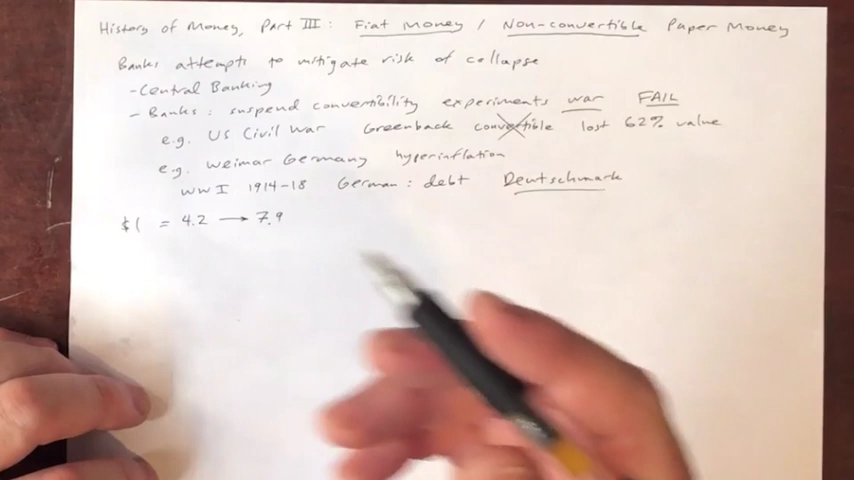 History of Money, Part III: Fiat Money / Non-convertible Paper Money
Banks attempts to mitigate risk of collapse
- Central Banking
- Banks: suspend convertibility experiments war FAIL
e.g. US Civil War Greenback convertible lost 62% value
e.g. Weimar Germany hyperinflation
WWI 1914-18 German: debt Deutschmark
$1 = 4.2 → 7.9